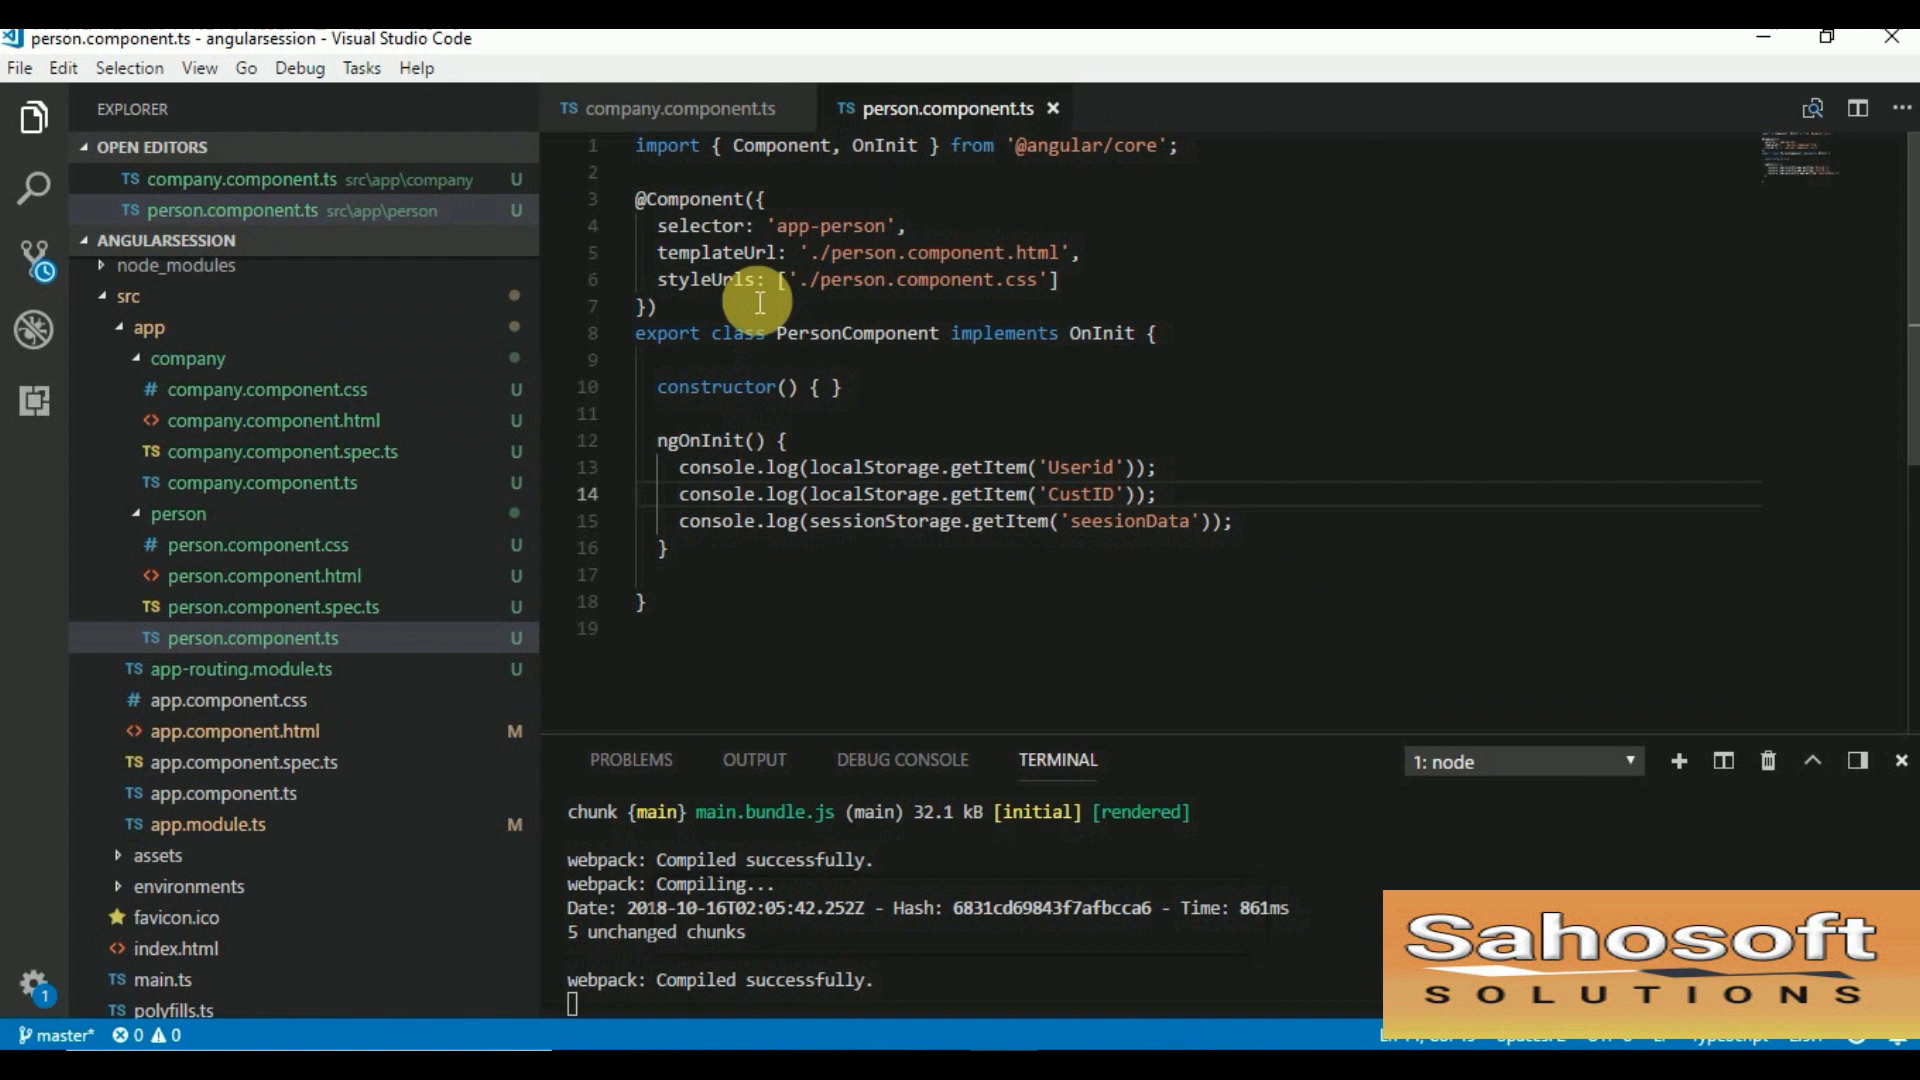 person.component.ts - angularsession - Visual Studio Code
File Edit Selection View Go Debug Tasks Help
EXPLORER
OPEN EDITORS
TS company.component.ts src\app\company U
TS person.component.ts src\app\person U
ANGULARSESSION
node_modules
src
app
company
# company.component.css U
<> company.component.html U
TS company.component.spec.ts U
TS company.component.ts U
person
# person.component.css U
<> person.component.html U
TS person.component.spec.ts U
TS person.component.ts U
TS app-routing.module.ts U
# app.component.css
<> app.component.html M
TS app.component.spec.ts
TS app.component.ts
TS app.module.ts M
assets
environments
favicon.ico
<> index.html
TS main.ts
TS polyfills.ts
1
TS company.component.ts TS person.component.ts ×
1 import { Component, OnInit } from '@angular/core';
2
3 @Component({
4 selector: 'app-person',
5 templateUrl: './person.component.html',
6 styleUrls: ['./person.component.css']
7 })
8 export class PersonComponent implements OnInit {
9
10 constructor() { }
11
12 ngOnInit() {
13 console.log(localStorage.getItem('Userid'));
14 console.log(localStorage.getItem('CustID'));
15 console.log(sessionStorage.getItem('seesionData'));
16 }
17
18 }
19
PROBLEMS OUTPUT DEBUG CONSOLE TERMINAL 1: node
chunk {main} main.bundle.js (main) 32.1 kB [initial] [rendered]
webpack: Compiled successfully.
webpack: Compiling...
Date: 2018-10-16T02:05:42.252Z - Hash: 6831cd69843f7afbcca6 - Time: 861ms
5 unchanged chunks
webpack: Compiled successfully.
Sahosoft
SOLUTIONS
master* 0 0